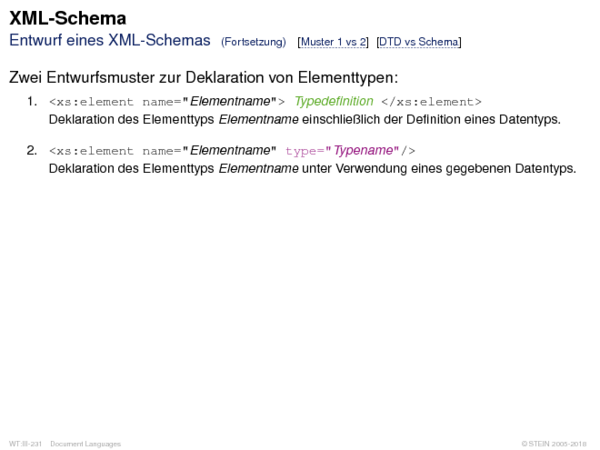 XML-Schema
Entwurf eines XML-Schemas (Fortsetzung) [Muster 1 vs 2] [DTD vs Schema]
Zwei Entwurfsmuster zur Deklaration von Elementtypen:
1. <xs:element name="Elementname"> Typedefinition </xs:element>
Deklaration des Elementtyps Elementname einschließlich der Definition eines Datentyps.
2. <xs:element name="Elementname" type="Typename"/>
Deklaration des Elementtyps Elementname unter Verwendung eines gegebenen Datentyps.
WT:III-231 Document Languages © STEIN 2005-2018